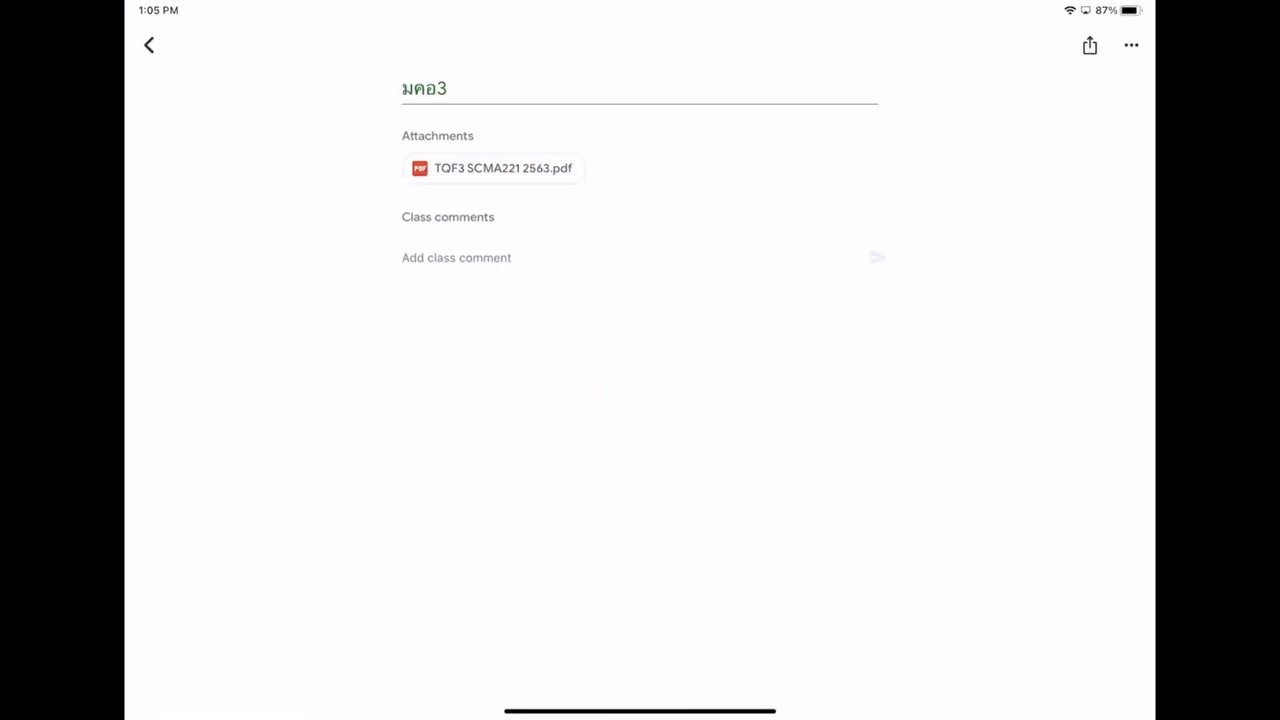 1:05 PM
87%
มคอ3
Attachments
PDF TQF3 SCMA221 2563.pdf
Class comments
Add class comment